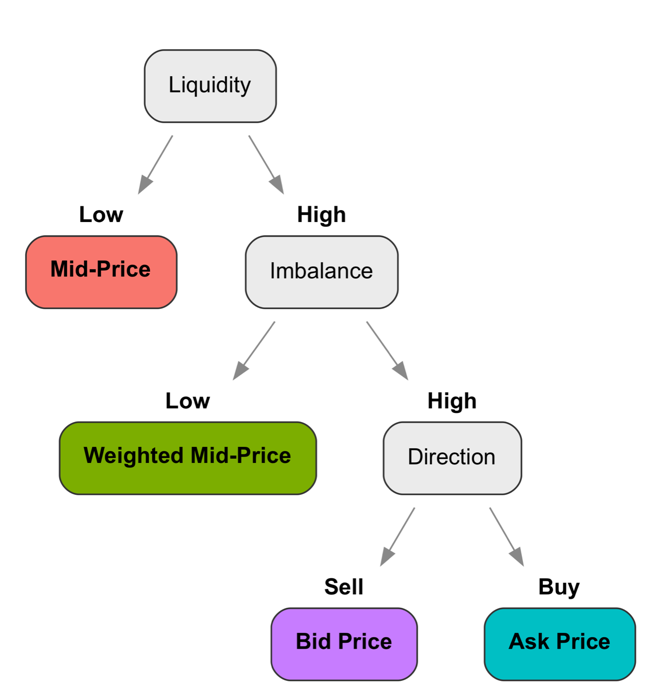 Liquidity
Low
High
Mid-Price
Imbalance
Low
High
Weighted Mid-Price
Direction
Sell
Buy
Bid Price
Ask Price